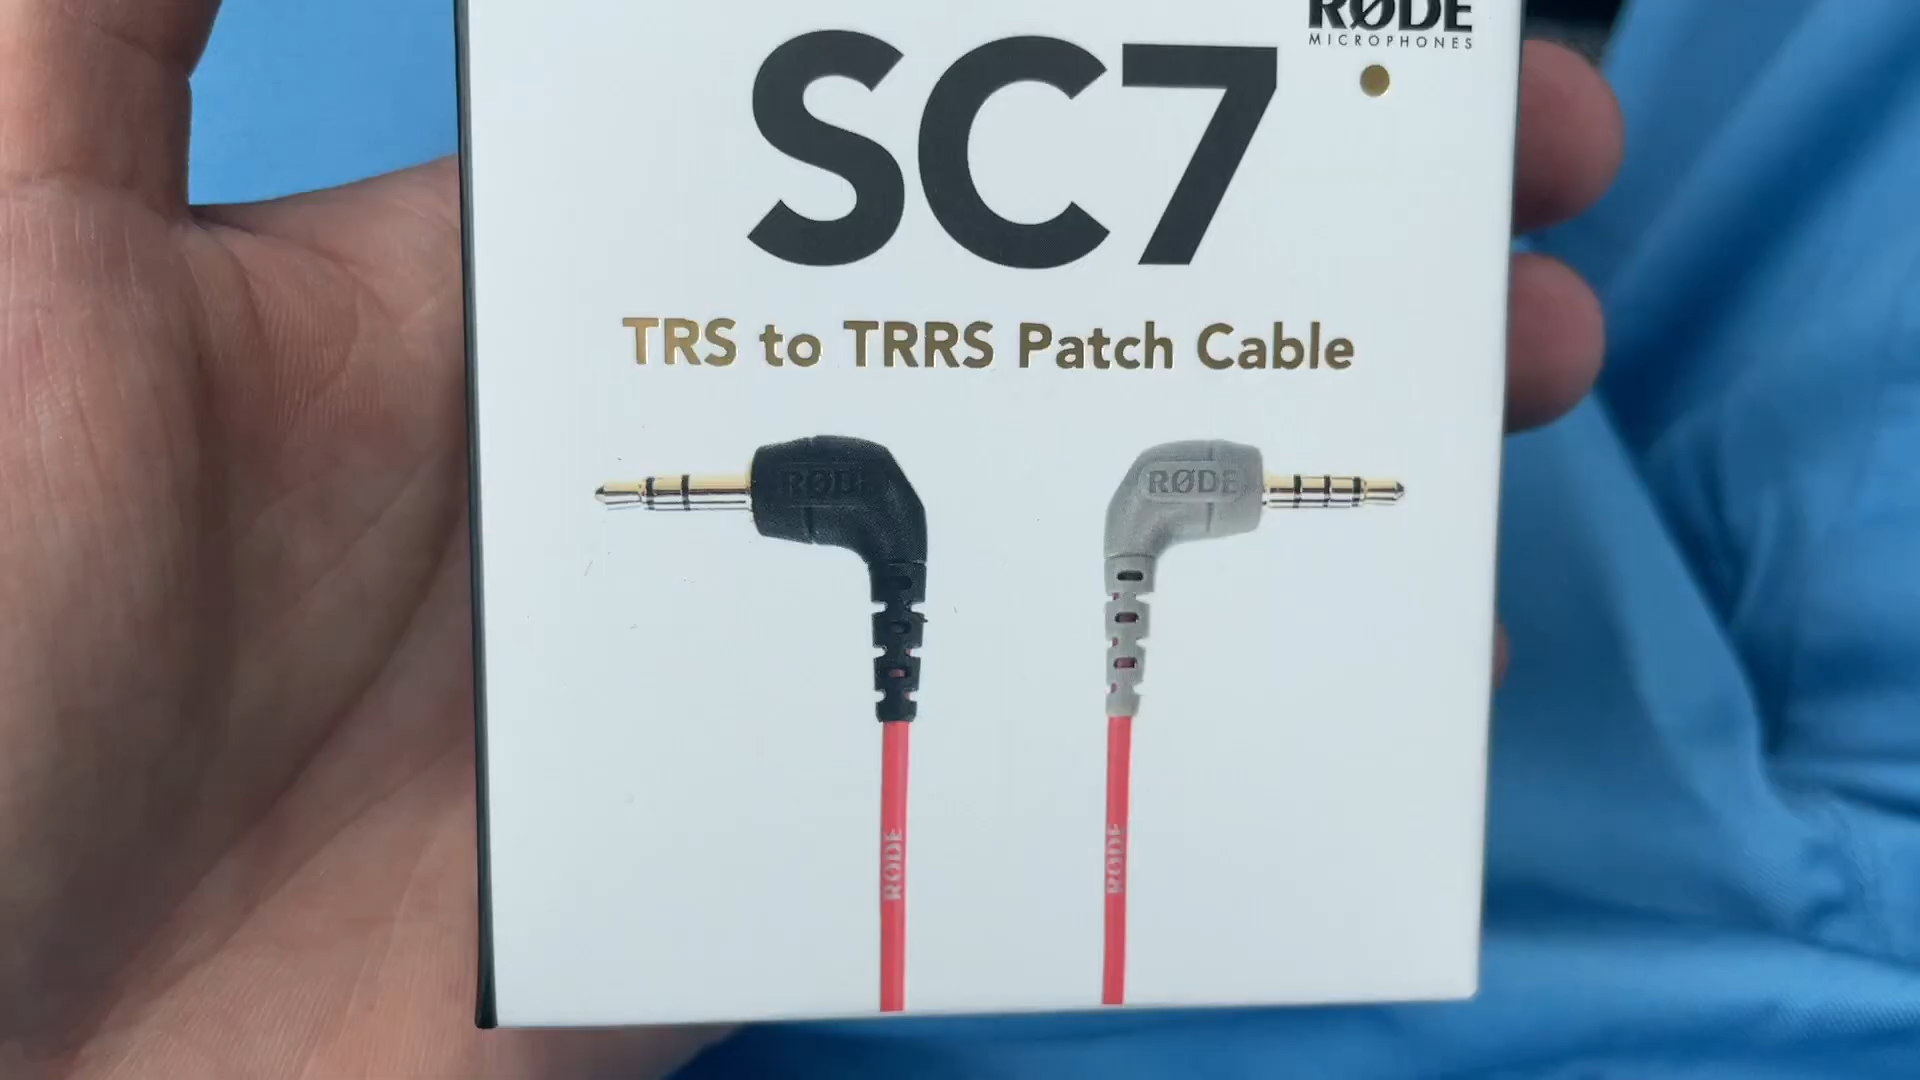 RØDE
MICROPHONES
SC7
TRS to TRRS Patch Cable
RØDE
RØDE
RØDE
RØDE